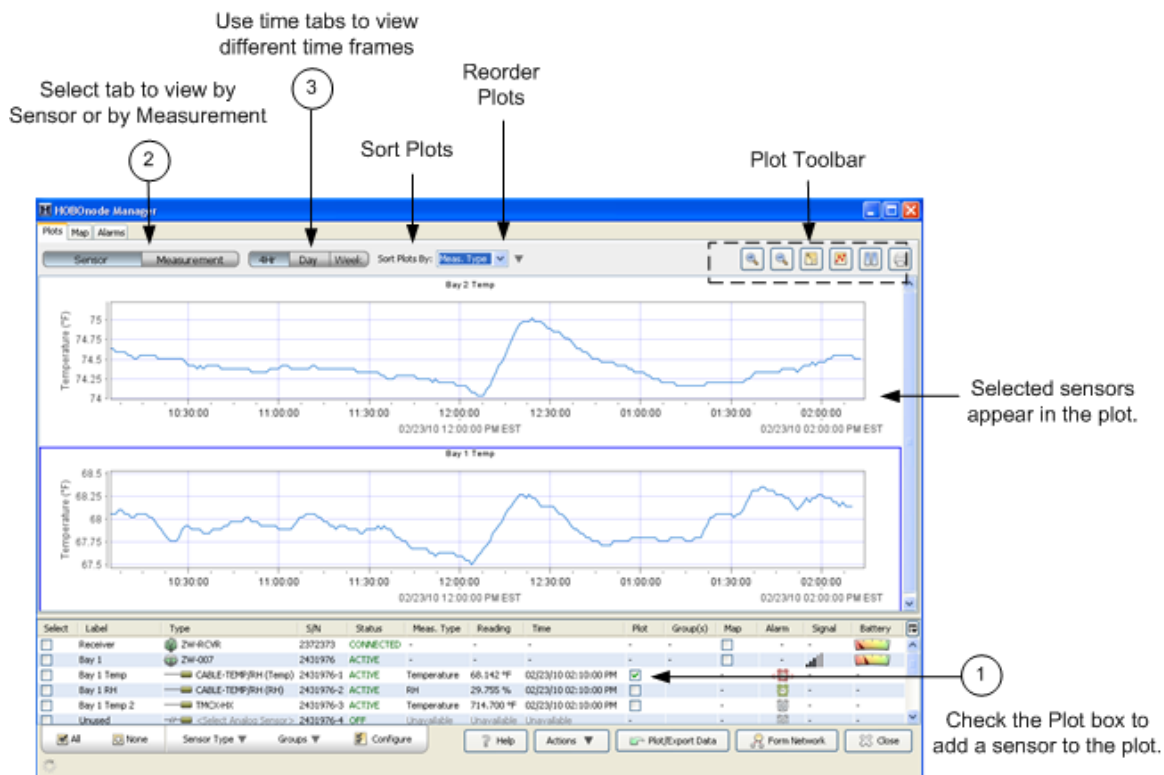 Use time tabs to view
different time frames
3
Reorder
Plots
Select tab to view by
Sensor or by Measurement
2
Sort Plots
Plot Toolbar
HOBOnode Manager
Plots Map Alarms
Sensor Measurement 4Hr Day Week Sort Plots By: Meas. Type
Bay 2 Temp
Temperature (°F)
75
74.75
74.5
74.25
74
10:30:00 11:00:00 11:30:00 12:00:00 12:30:00 01:00:00 01:30:00 02:00:00
02/23/10 12:00:00 PM EST 02/23/10 02:00:00 PM EST
Selected sensors
appear in the plot.
Bay 1 Temp
Temperature (°F)
68.5
68.25
68
67.75
67.5
10:30:00 11:00:00 11:30:00 12:00:00 12:30:00 01:00:00 01:30:00 02:00:00
02/23/10 12:00:00 PM EST 02/23/10 02:00:00 PM EST
Select Label Type S/N Status Meas. Type Reading Time Plot Group(s) Map Alarm Signal Battery
Receiver ZW-RCVR 2372373 CONNECTED - - - - - - -
Bay 1 ZW-007 2431976 ACTIVE - - - - - -
Bay 1 Temp CABLE-TEMP/RH (Temp) 2431976-1 ACTIVE Temperature 68.142 °F 02/23/10 02:10:00 PM - - -
Bay 1 RH CABLE-TEMP/RH (RH) 2431976-2 ACTIVE RH 29.755 % 02/23/10 02:10:00 PM - - -
Bay 1 Temp 2 TMCx-HX 2431976-3 ACTIVE Temperature 714.700 °F 02/23/10 02:10:00 PM - - -
Unused <Select Analog Sensor> 2431976-4 OFF Unavailable Unavailable Unavailable - - - -
1
Check the Plot box to
add a sensor to the plot.
All None Sensor Type ▼ Groups ▼ Configure ? Help Actions ▼ Plot/Export Data Form Network Close